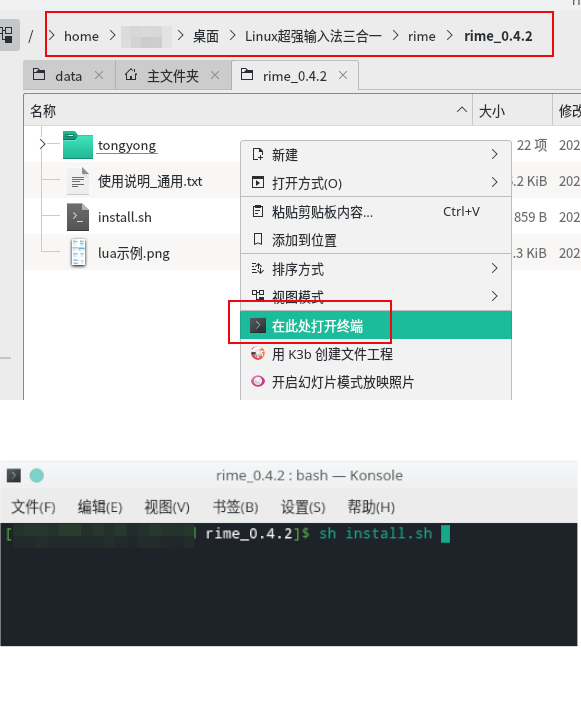 / home 桌面 Linux超强输入法三合一 rime rime_0.4.2
data 主文件夹 rime_0.4.2
名称 大小 修改
tongyong 22 项 202
使用说明_通用.txt .2 KiB 202
install.sh 859 B 202
lua示例.png .3 KiB 202
新建
打开方式(O)
粘贴剪贴板内容... Ctrl+V
添加到位置
排序方式
视图模式
在此处打开终端
用 K3b 创建文件工程
开启幻灯片模式放映照片
rime_0.4.2 : bash — Konsole
文件(F) 编辑(E) 视图(V) 书签(B) 设置(S) 帮助(H)
[ rime_0.4.2]$ sh install.sh